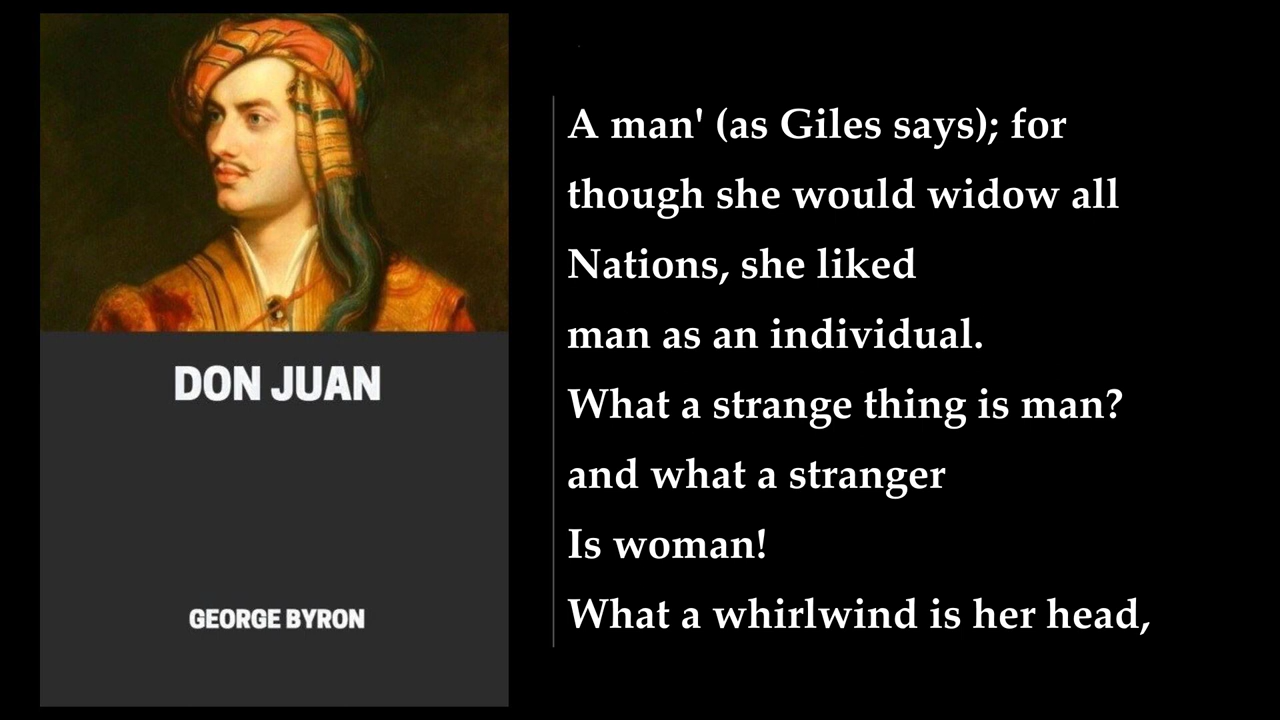 DON JUAN
GEORGE BYRON
A man' (as Giles says); for
though she would widow all
Nations, she liked
man as an individual.
What a strange thing is man?
and what a stranger
Is woman!
What a whirlwind is her head,